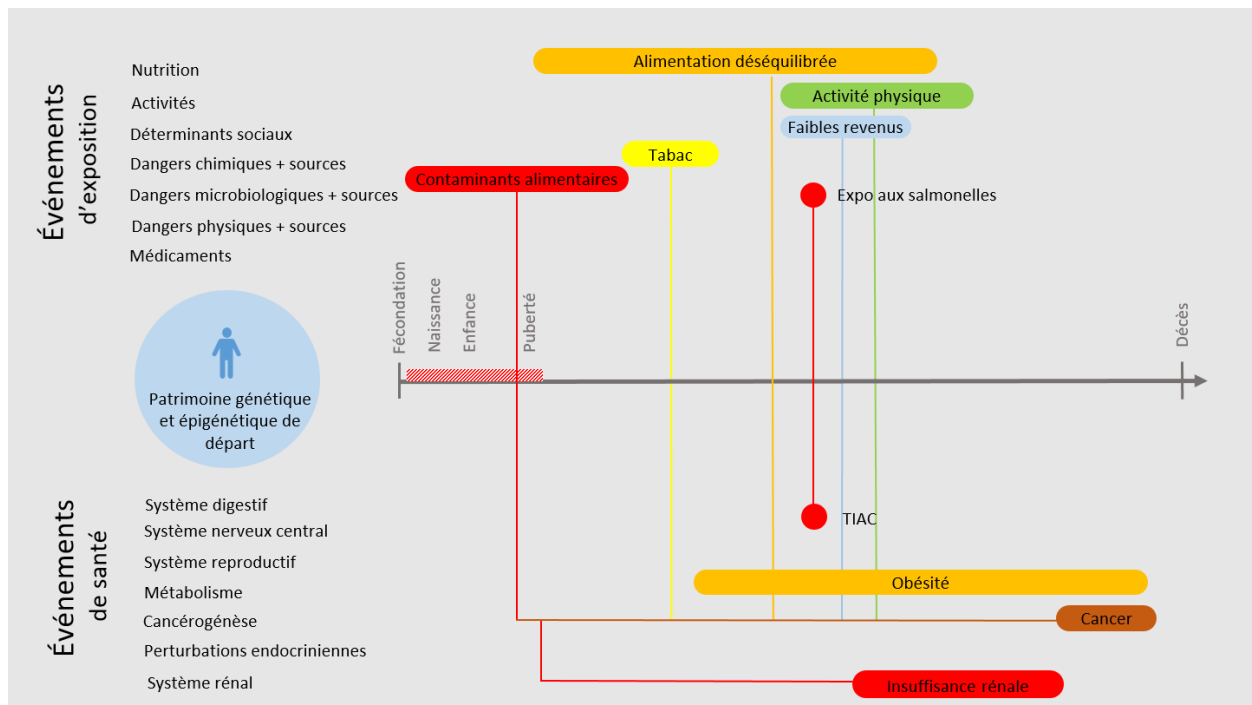 Événements
d’exposition
Nutrition
Activités
Déterminants sociaux
Dangers chimiques + sources
Dangers microbiologiques + sources
Dangers physiques + sources
Médicaments
Alimentation déséquilibrée
Activité physique
Faibles revenus
Tabac
Contaminants alimentaires
Expo aux salmonelles
Fécondation
Naissance
Enfance
Puberté
Décès
Patrimoine génétique
et épigénétique de
départ
Événements
de santé
Système digestif
Système nerveux central
Système reproductif
Métabolisme
Cancérogénèse
Perturbations endocriniennes
Système rénal
TIAC
Obésité
Cancer
Insuffisance rénale